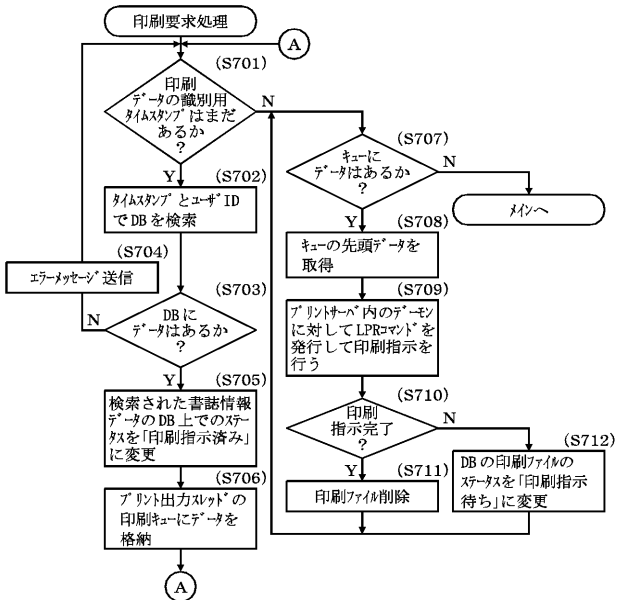 印刷要求処理
A
(S701)
印刷
データの識別用
タイムスタンプはまだ
あるか
?
N
Y
(S702)
タイムスタンプとユーザID
でDBを検索
(S704)
エラーメッセージ送信
(S703)
DBに
データはあるか
?
N
Y
(S705)
検索された書誌情報
データのDB上でのステー
タスを「印刷指示済み」
に変更
(S706)
プリント出力スレッドの
印刷キューにデータを
格納
A
(S707)
キューに
データはあるか
?
N
メインへ
Y
(S708)
キューの先頭データを
取得
(S709)
プリントサーバ内のデーモン
に対してLPRコマンドを
発行して印刷指示を
行う
(S710)
印刷
指示完了
?
N
Y
(S711)
印刷ファイル削除
(S712)
DBの印刷ファイルの
ステータスを「印刷指示
待ち」に変更